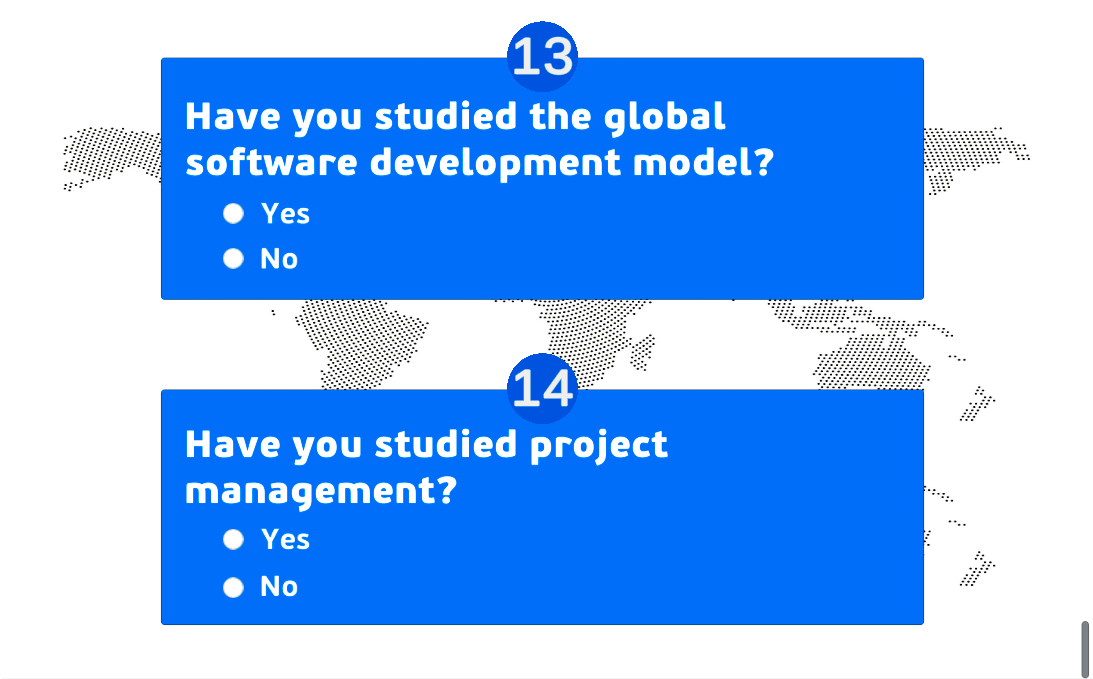 13
Have you studied the global
software development model?
Yes
No
14
Have you studied project
management?
Yes
No